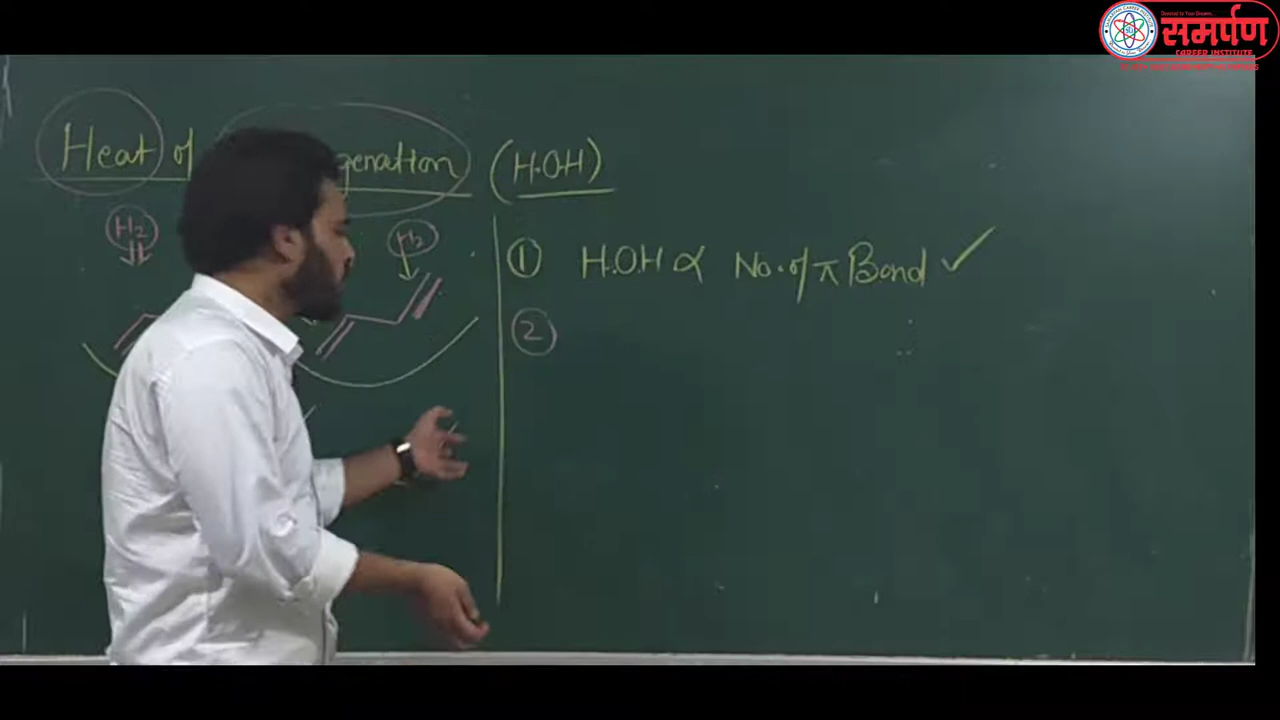 समर्पण
CAREER INSTITUTE
Heat of genation (H.O.H)
H₂
H₂
① H.O.H ∝ No. of π Bond ✓
②